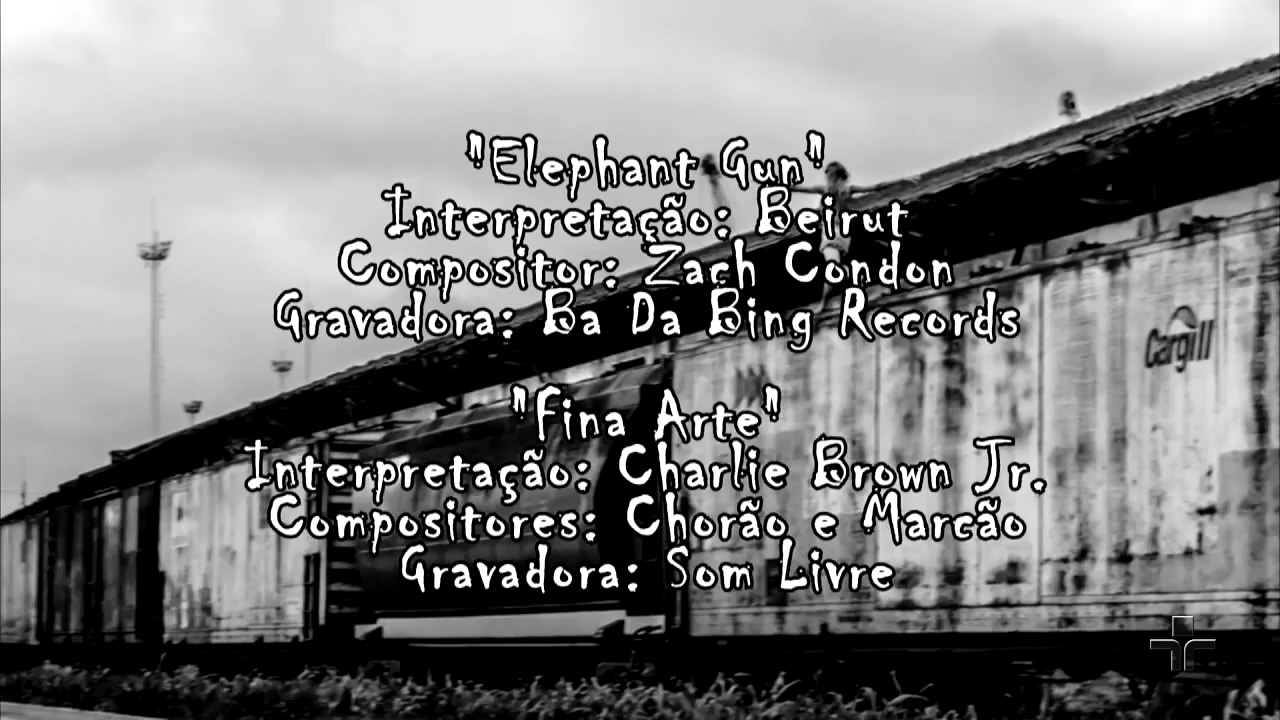 "Elephant Gun"
Interpretação: Beirut
Compositor: Zach Condon
Gravadora: Ba Da Bing Records
"Fina Arte"
Interpretação: Charlie Brown Jr.
Compositores: Chorão e Marcão
Gravadora: Som Livre
Cargill